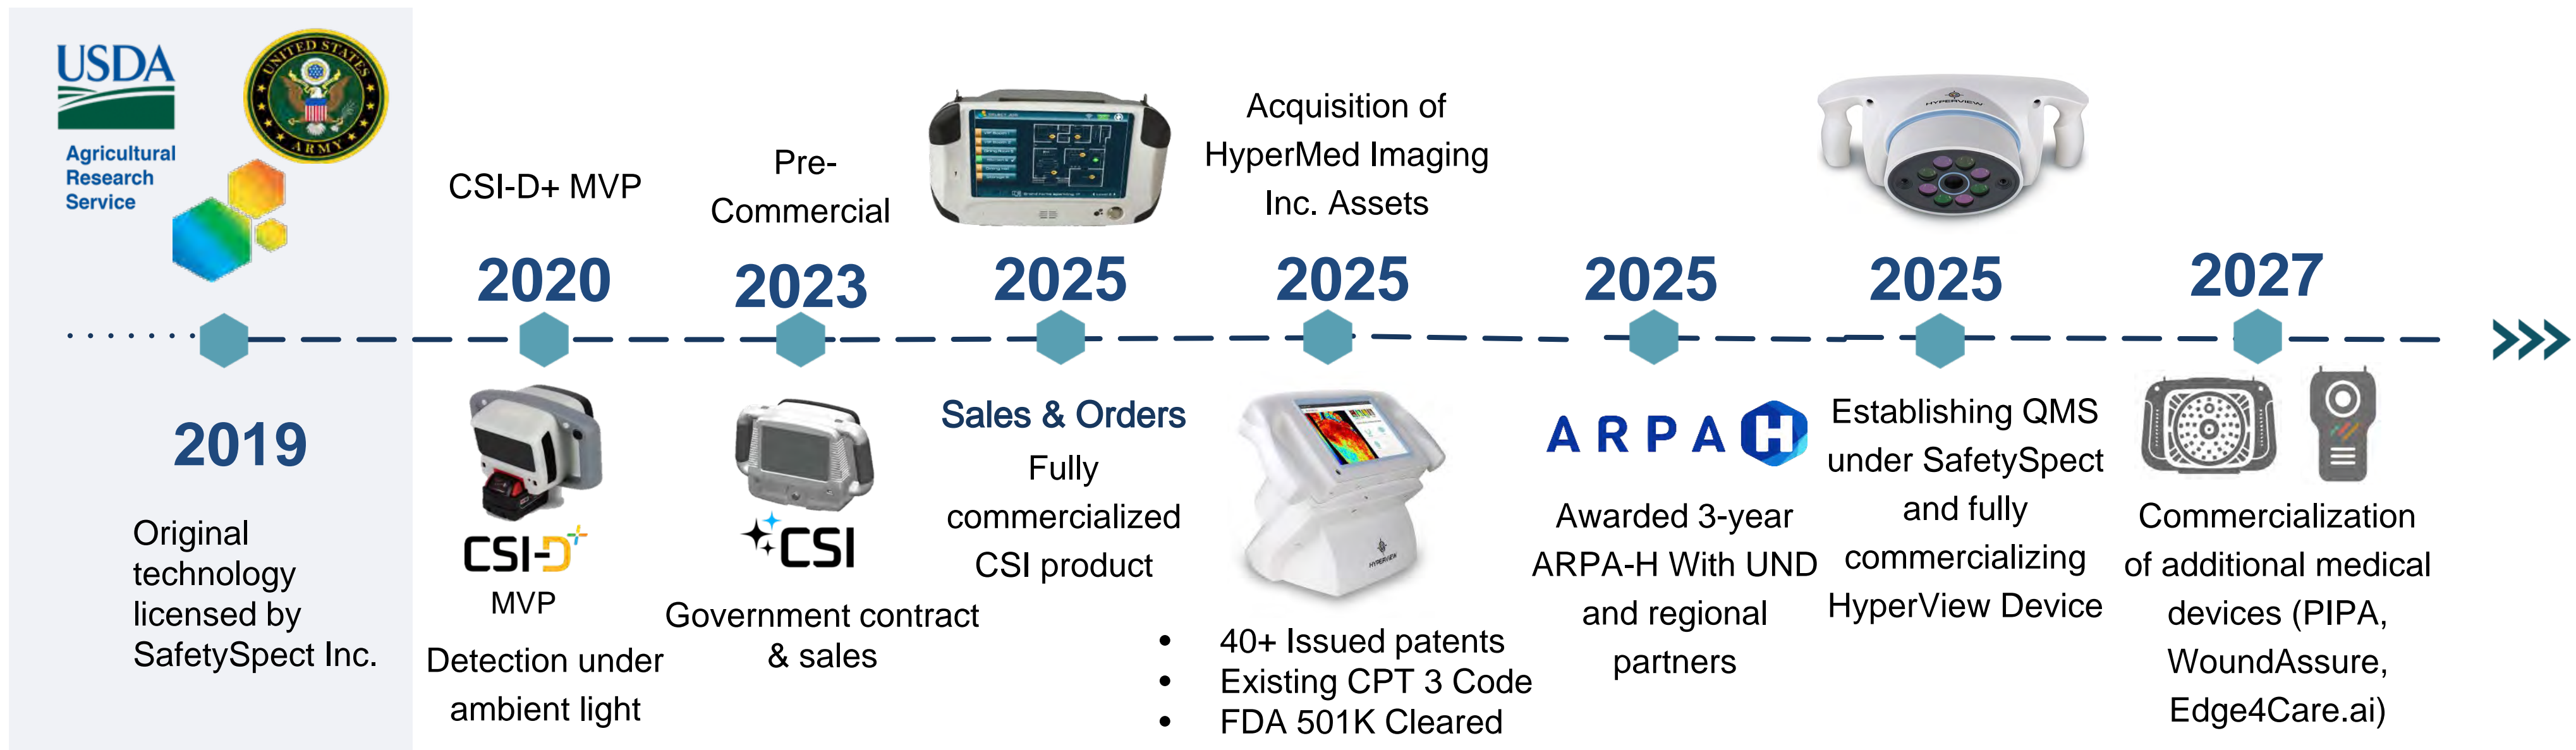 USDA
Agricultural
Research
Service
UNITED STATES
ARMY
2019
Original
technology
licensed by
SafetySpect Inc.
CSI-D+ MVP
2020
CSI-D+
MVP
Detection under
ambient light
Pre-
Commercial
2023
CSI
Government contract
& sales
2025
Sales & Orders
Fully
commercialized
CSI product
Acquisition of
HyperMed Imaging
Inc. Assets
2025
HYPERVIEW
• 40+ Issued patents
• Existing CPT 3 Code
• FDA 501K Cleared
2025
ARPA H
Awarded 3-year
ARPA-H With UND
and regional
partners
HYPERVIEW
2025
Establishing QMS
under SafetySpect
and fully
commercializing
HyperView Device
2027
Commercialization
of additional medical
devices (PIPA,
WoundAssure,
Edge4Care.ai)